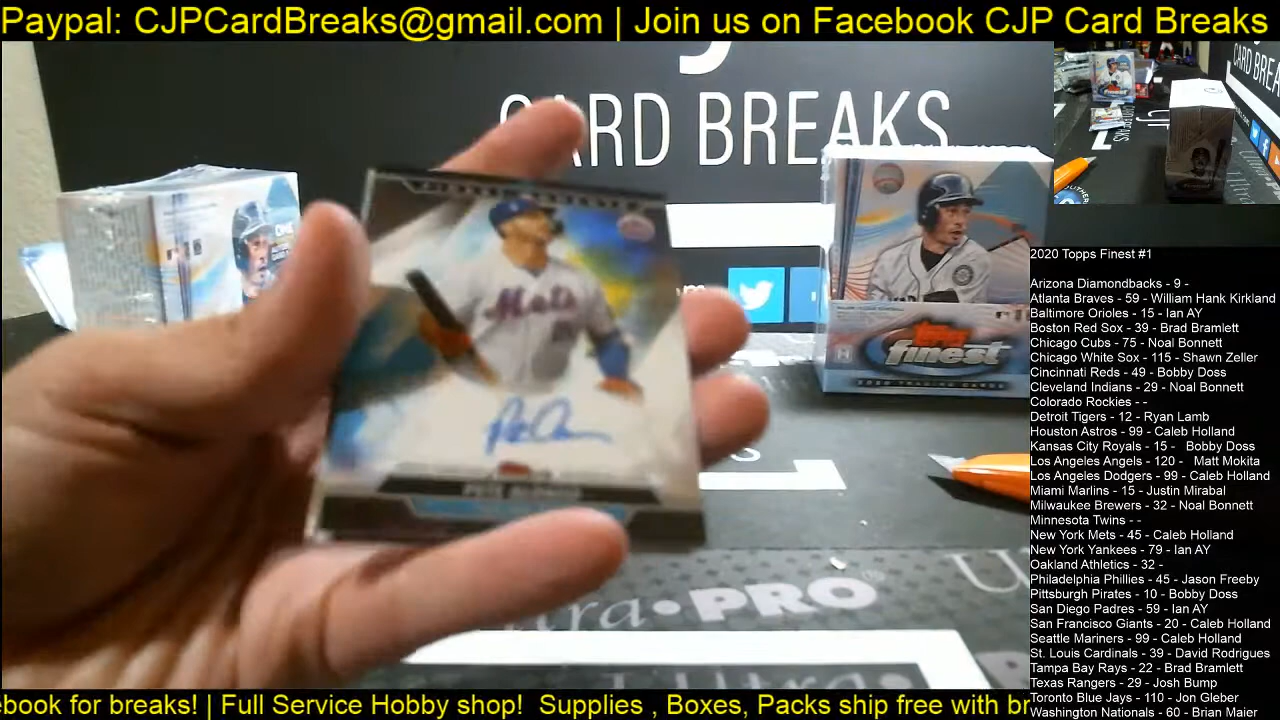 Paypal: CJPCardBreaks@gmail.com | Join us on Facebook CJP Card Breaks
CARD BREAKS
CARD BREAKS
Mets
PETE ALONSO
Topps
finest
2020 TRADING CARDS
Ultra•PRO
2020 Topps Finest #1
Arizona Diamondbacks - 9 -
Atlanta Braves - 59 - William Hank Kirkland
Baltimore Orioles - 15 - Ian AY
Boston Red Sox - 39 - Brad Bramlett
Chicago Cubs - 75 - Noal Bonnett
Chicago White Sox - 115 - Shawn Zeller
Cincinnati Reds - 49 - Bobby Doss
Cleveland Indians - 29 - Noal Bonnett
Colorado Rockies - -
Detroit Tigers - 12 - Ryan Lamb
Houston Astros - 99 - Caleb Holland
Kansas City Royals - 15 - Bobby Doss
Los Angeles Angels - 120 - Matt Mokita
Los Angeles Dodgers - 99 - Caleb Holland
Miami Marlins - 15 - Justin Mirabal
Milwaukee Brewers - 32 - Noal Bonnett
Minnesota Twins - -
New York Mets - 45 - Caleb Holland
New York Yankees - 79 - Ian AY
Oakland Athletics - 32 -
Philadelphia Phillies - 45 - Jason Freeby
Pittsburgh Pirates - 10 - Bobby Doss
San Diego Padres - 59 - Ian AY
San Francisco Giants - 20 - Caleb Holland
Seattle Mariners - 99 - Caleb Holland
St. Louis Cardinals - 39 - David Rodrigues
Tampa Bay Rays - 22 - Brad Bramlett
Texas Rangers - 29 - Josh Bump
Toronto Blue Jays - 110 - Jon Gleber
Washington Nationals - 60 - Brian Maier
ebook for breaks! | Full Service Hobby shop! Supplies , Boxes, Packs ship free with br